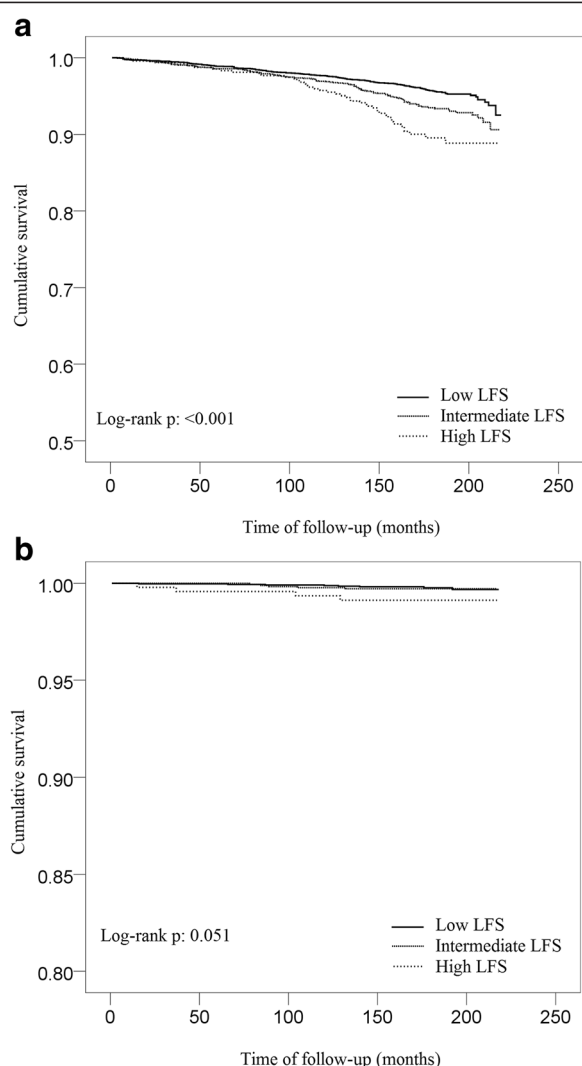 a
1.0
0.9
0.8
0.7
0.6
0.5
Cumulative survival
Low LFS
Intermediate LFS
High LFS
Log-rank p: <0.001
0 50 100 150 200 250
Time of follow-up (months)
b
1.00
0.95
0.90
0.85
0.80
Cumulative survival
Low LFS
Intermediate LFS
High LFS
Log-rank p: 0.051
0 50 100 150 200 250
Time of follow-up (months)